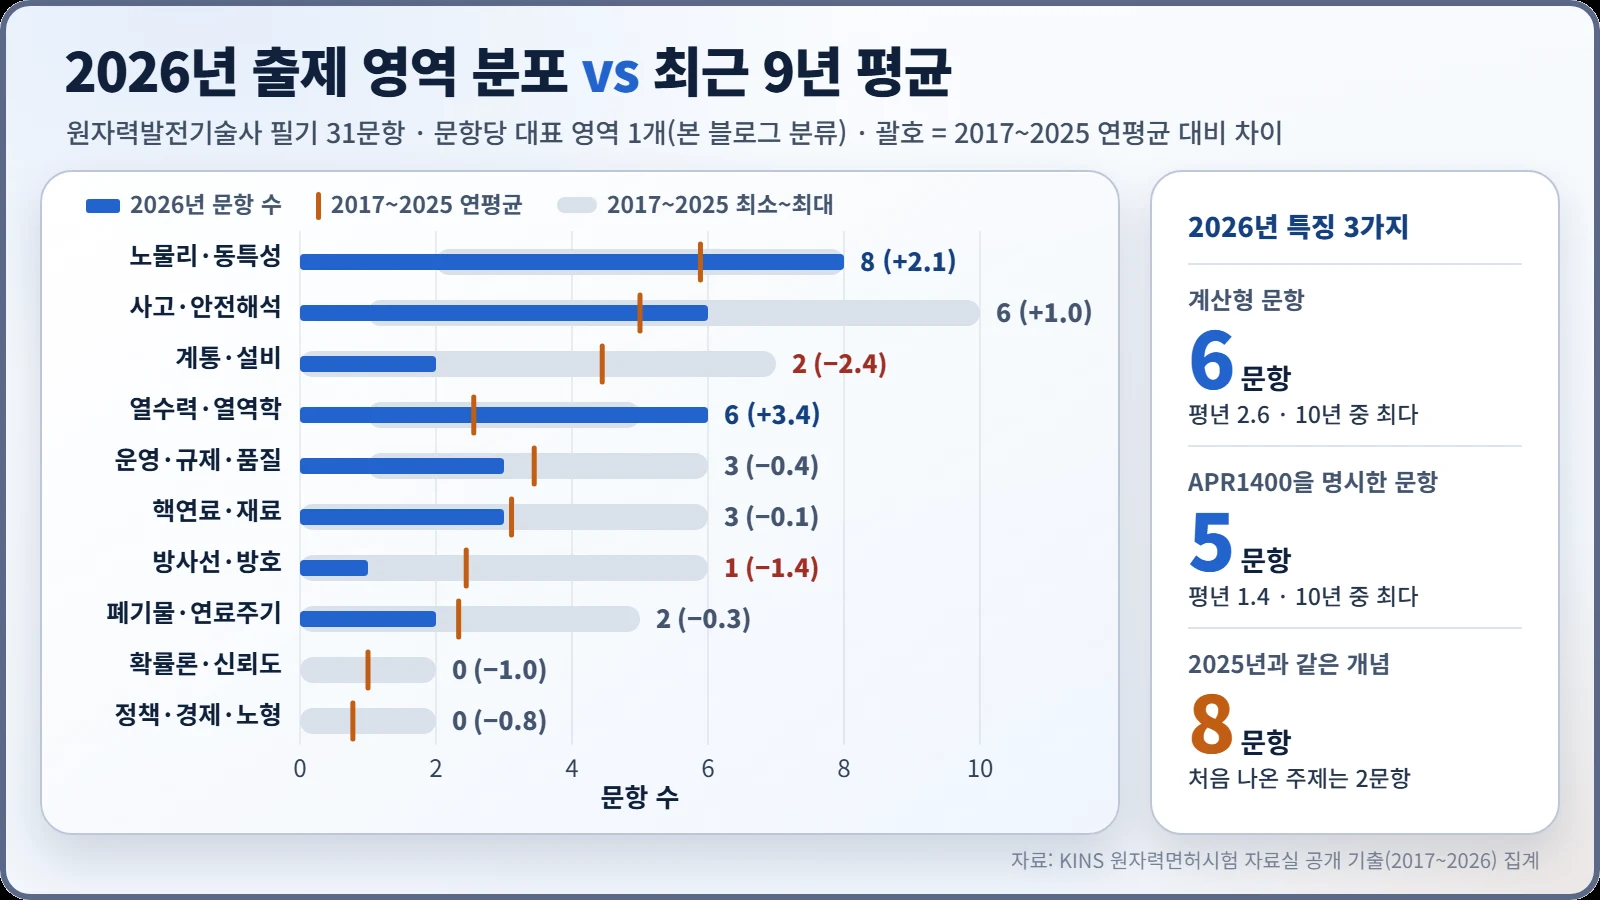 2026년 출제 영역 분포 vs 최근 9년 평균
원자력발전기술사 필기 31문항 · 문항당 대표 영역 1개(본 블로그 분류) · 괄호 = 2017~2025 연평균 대비 차이
2026년 문항 수
2017~2025 연평균
2017~2025 최소~최대
노물리·동특성
8 (+2.1)
사고·안전해석
6 (+1.0)
계통·설비
2 (−2.4)
열수력·열역학
6 (+3.4)
운영·규제·품질
3 (−0.4)
핵연료·재료
3 (−0.1)
방사선·방호
1 (−1.4)
폐기물·연료주기
2 (−0.3)
확률론·신뢰도
0 (−1.0)
정책·경제·노형
0 (−0.8)
0 2 4 6 8 10
문항 수
2026년 특징 3가지
계산형 문항
6 문항
평년 2.6 · 10년 중 최다
APR1400을 명시한 문항
5 문항
평년 1.4 · 10년 중 최다
2025년과 같은 개념
8 문항
처음 나온 주제는 2문항
자료: KINS 원자력면허시험 자료실 공개 기출(2017~2026) 집계